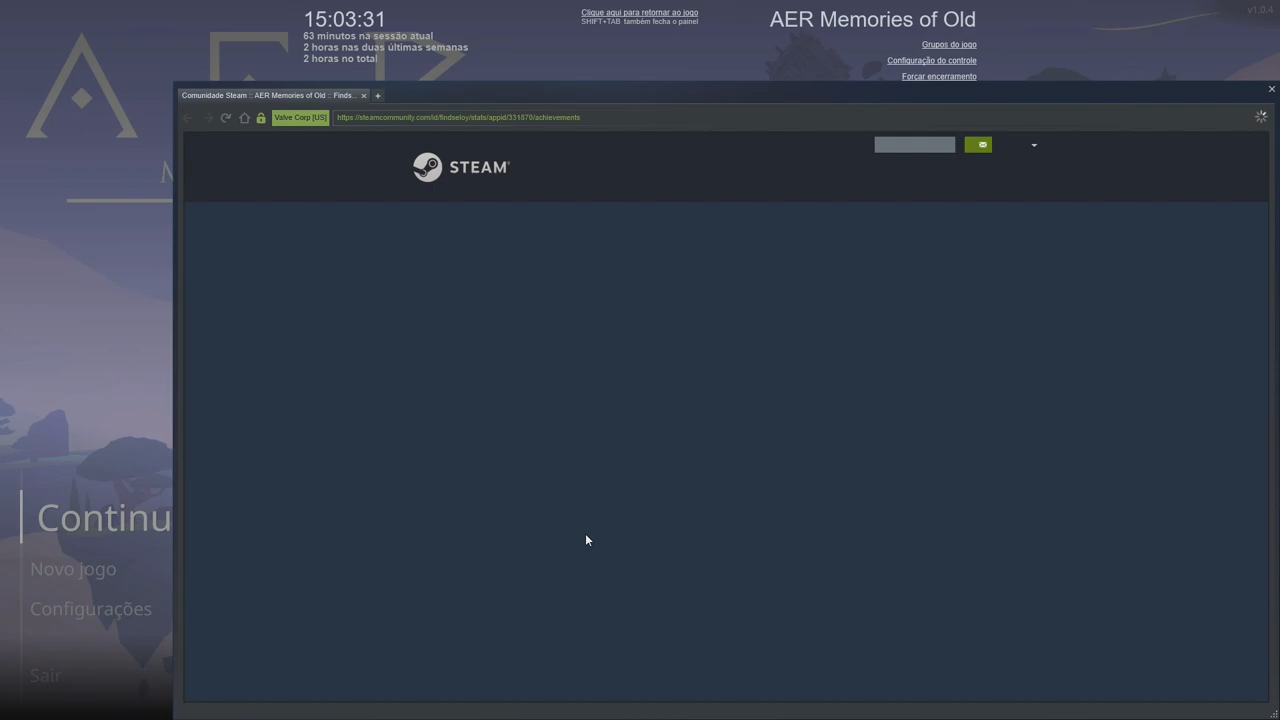 15:03:31
63 minutos na sessão atual
2 horas nas duas últimas semanas
2 horas no total
Clique aqui para retornar ao jogo
SHIFT+TAB também fecha o painel
AER Memories of Old
v1.0.4
Grupos do jogo
Configuração do controle
Forçar encerramento
Comunidade Steam :: AER Memories of Old :: Finds...
Valve Corp [US]
https://steamcommunity.com/id/findseloy/stats/appid/331870/achievements
STEAM
AER
M
Continu
Novo jogo
Configurações
Sair